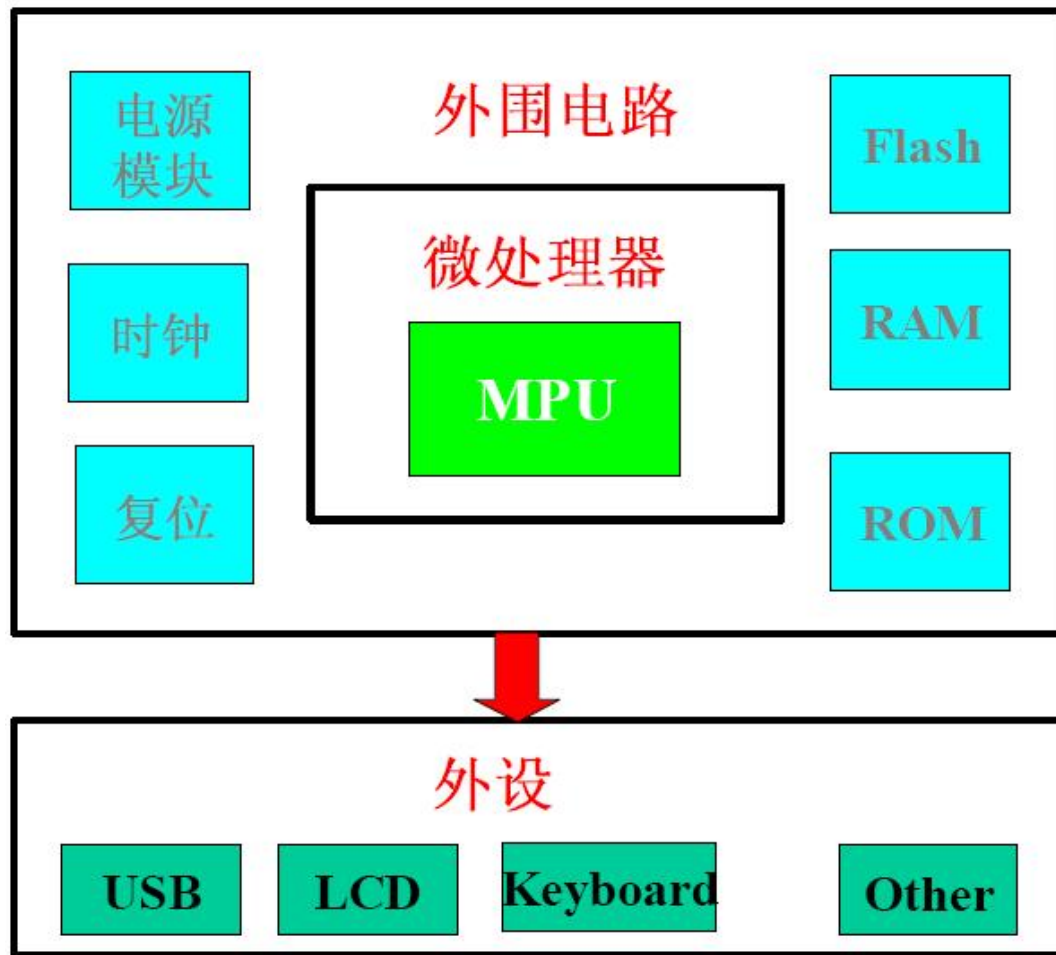 外围电路
电源
模块
时钟
复位
微处理器
MPU
Flash
RAM
ROM
外设
USB
LCD
Keyboard
Other